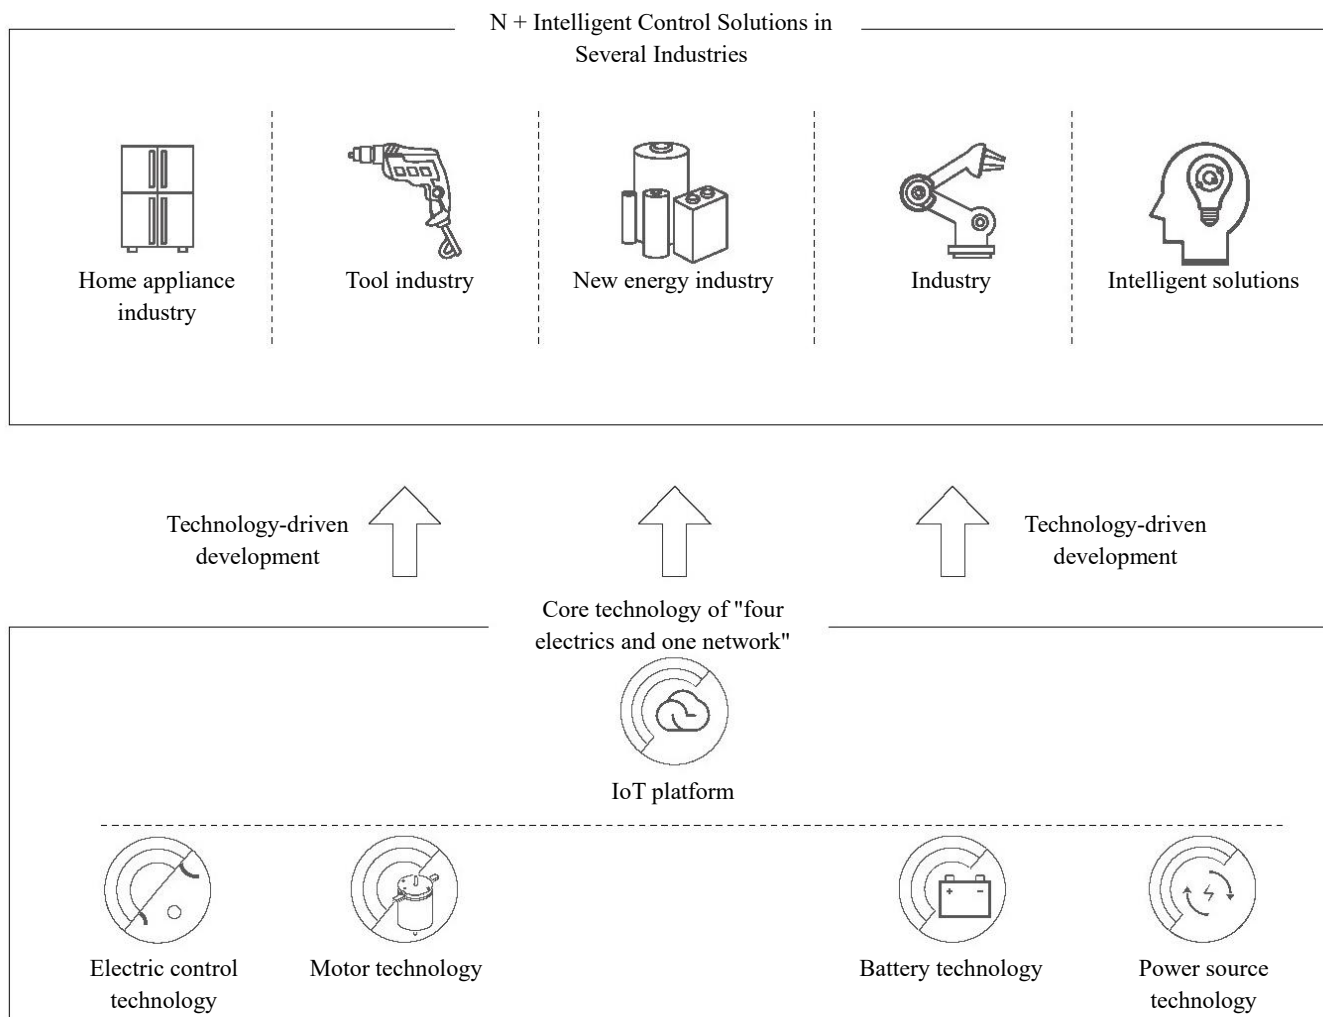 N + Intelligent Control Solutions in
Several Industries
Home appliance
industry
Tool industry
New energy industry
Industry
Intelligent solutions
Technology-driven
development
Technology-driven
development
Core technology of "four
electrics and one network"
IoT platform
Electric control
technology
Motor technology
Battery technology
Power source
technology